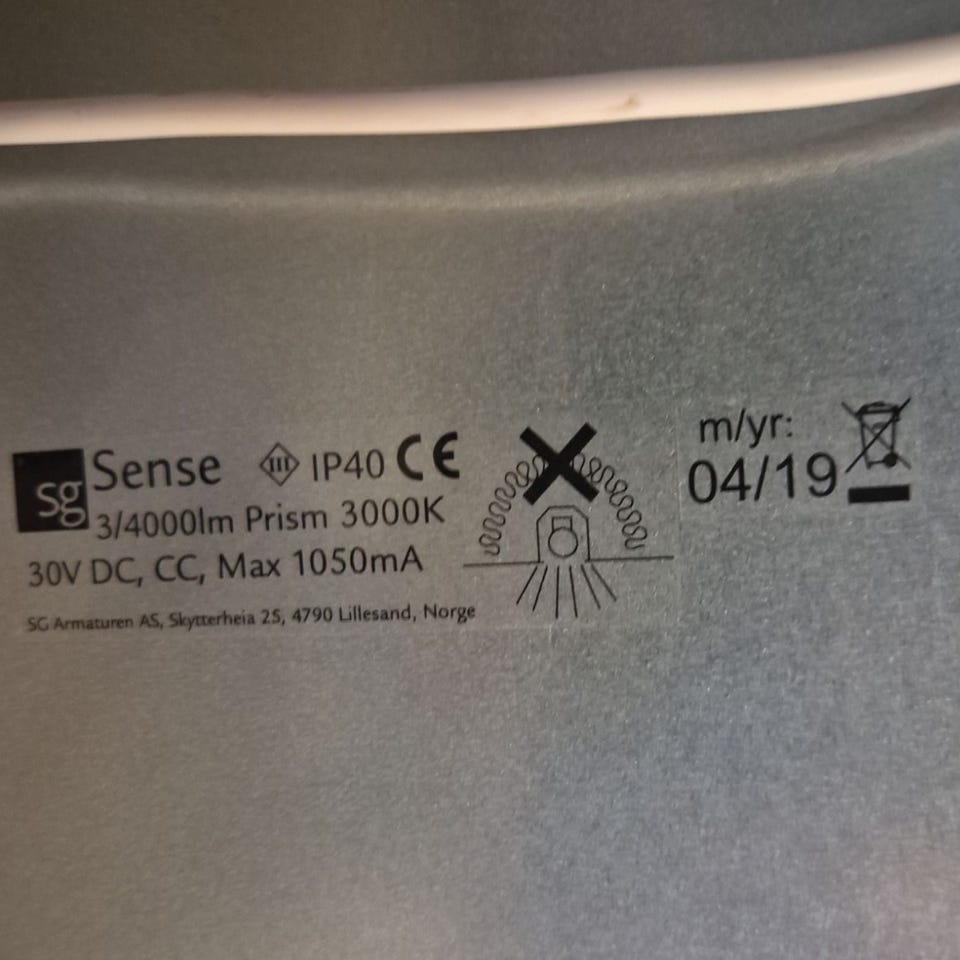 sg Sense III IP40 CE
3/4000lm Prism 3000K
30V DC, CC, Max 1050mA
SG Armaturen AS, Skytterheia 25, 4790 Lillesand, Norge
m/yr:
04/19